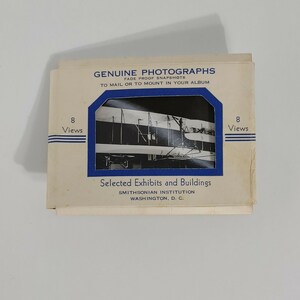 GENUINE PHOTOGRAPHS
FADE PROOF SNAPSHOTS
TO MAIL OR TO MOUNT IN YOUR ALBUM
8
Views
8
Views
Selected Exhibits and Buildings
SMITHSONIAN INSTITUTION
WASHINGTON, D. C.